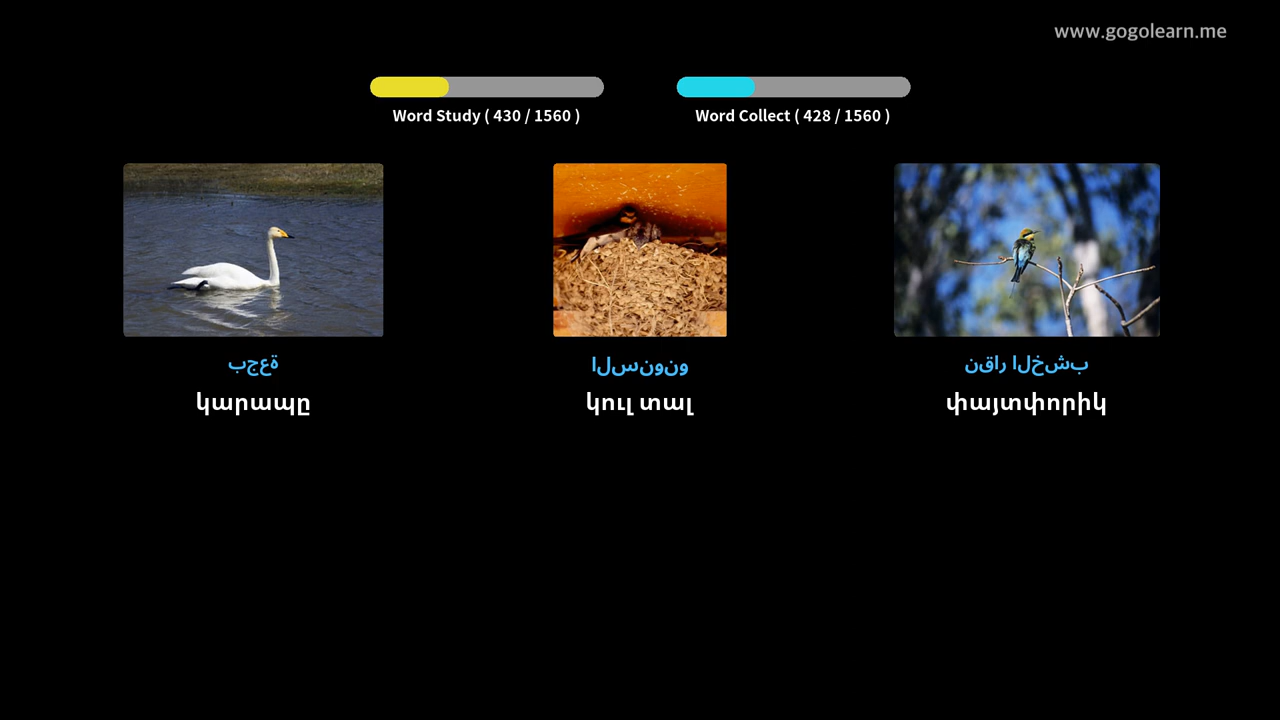 www.gogolearn.me
Word Study ( 430 / 1560 )
Word Collect ( 428 / 1560 )
بجعة
կարապը
السنونو
կուլ տալ
نقار الخشب
փայտփորիկ